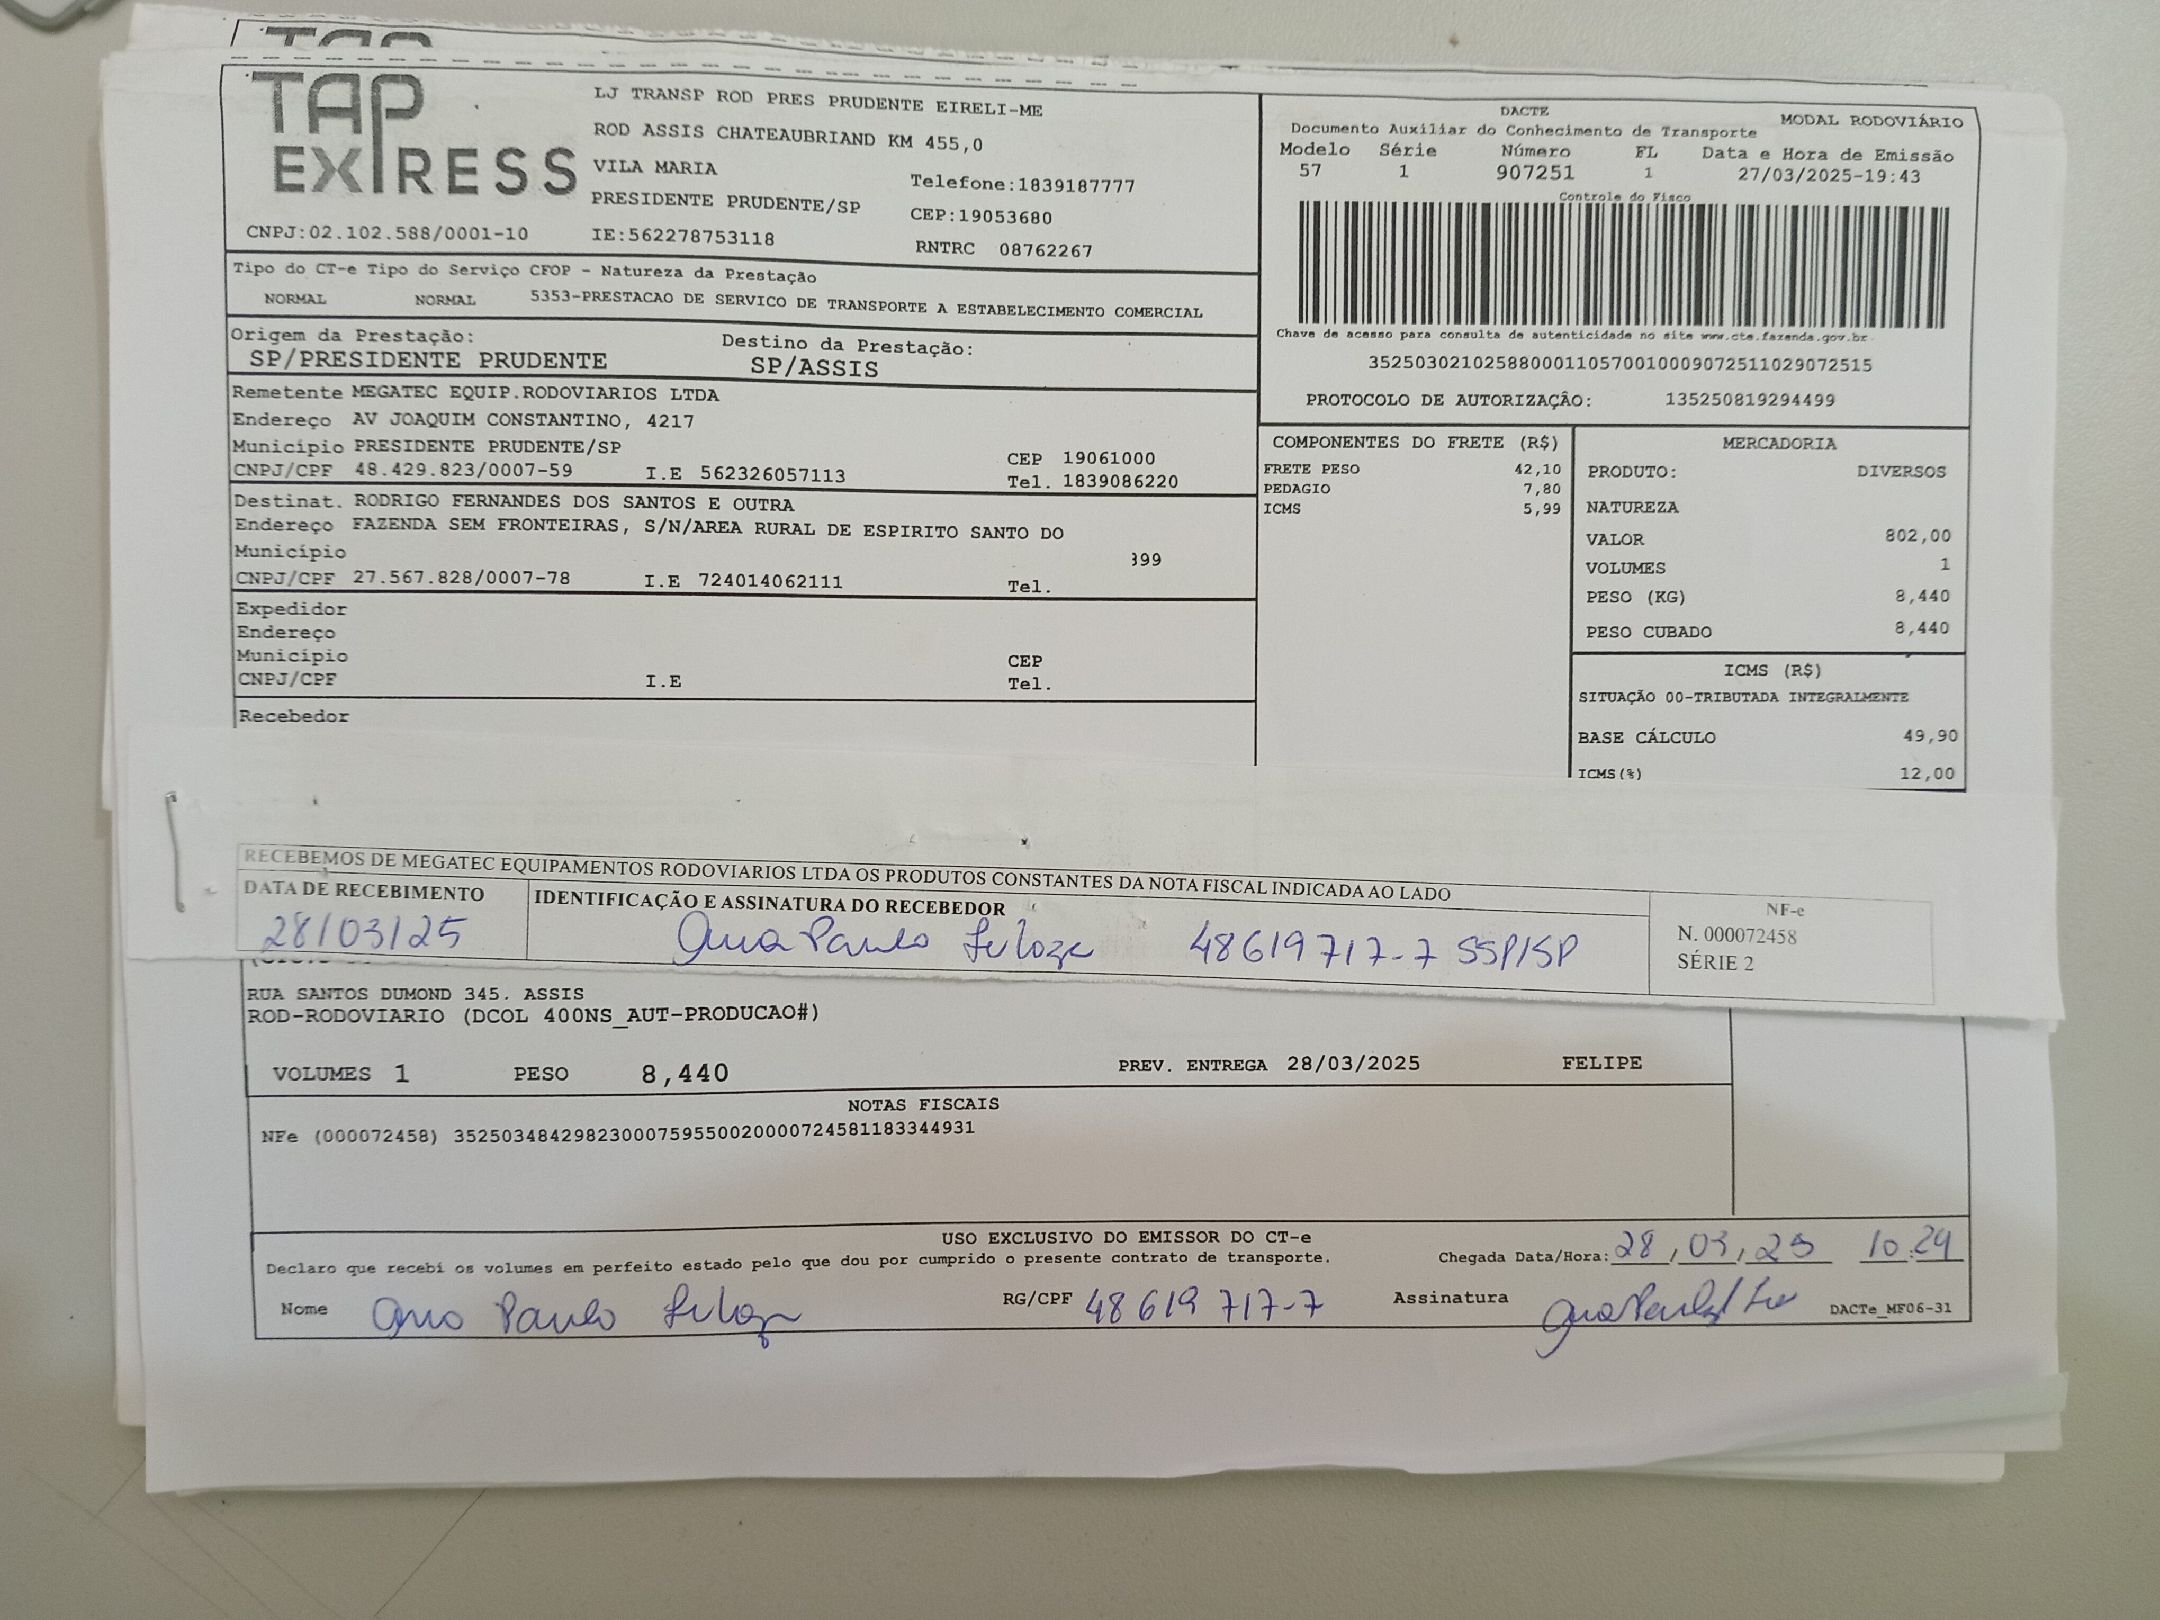 TAP
EXPRESS
CNPJ:02.102.588/0001-10
LJ TRANSP ROD PRES PRUDENTE EIRELI-ME
ROD ASSIS CHATEAUBRIAND KM 455,0
VILA MARIA
Telefone:1839187777
PRESIDENTE PRUDENTE/SP
CEP:19053680
IE:562278753118
RNTRC 08762267
DACTE
MODAL RODOVIÁRIO
Documento Auxiliar do Conhecimento de Transporte
Modelo Série Número FL Data e Hora de Emissão
57 1 907251 1 27/03/2025-19:43
Controle do Fisco
Chave de acesso para consulta de autenticidade no site www.cte.fazenda.gov.br
35250302102588000110570010009072511029072515
PROTOCOLO DE AUTORIZAÇÃO: 135250819294499
Tipo do CT-e Tipo do Serviço CFOP - Natureza da Prestação
NORMAL NORMAL 5353-PRESTACAO DE SERVICO DE TRANSPORTE A ESTABELECIMENTO COMERCIAL
Origem da Prestação: Destino da Prestação:
SP/PRESIDENTE PRUDENTE SP/ASSIS
Remetente MEGATEC EQUIP.RODOVIARIOS LTDA
Endereço AV JOAQUIM CONSTANTINO, 4217
Município PRESIDENTE PRUDENTE/SP CEP 19061000
CNPJ/CPF 48.429.823/0007-59 I.E 562326057113 Tel. 1839086220
Destinat. RODRIGO FERNANDES DOS SANTOS E OUTRA
Endereço FAZENDA SEM FRONTEIRAS, S/N/AREA RURAL DE ESPIRITO SANTO DO
Município 399
CNPJ/CPF 27.567.828/0007-78 I.E 724014062111 Tel.
Expedidor
Endereço
Município CEP
CNPJ/CPF I.E Tel.
Recebedor
COMPONENTES DO FRETE (R$)
FRETE PESO 42,10
PEDAGIO 7,80
ICMS 5,99
MERCADORIA
PRODUTO: DIVERSOS
NATUREZA
VALOR 802,00
VOLUMES 1
PESO (KG) 8,440
PESO CUBADO 8,440
ICMS (R$)
SITUAÇÃO 00-TRIBUTADA INTEGRALMENTE
BASE CÁLCULO 49,90
ICMS(%) 12,00
RECEBEMOS DE MEGATEC EQUIPAMENTOS RODOVIARIOS LTDA OS PRODUTOS CONSTANTES DA NOTA FISCAL INDICADA AO LADO
DATA DE RECEBIMENTO IDENTIFICAÇÃO E ASSINATURA DO RECEBEDOR
28/03/25 48619717-7 SSP/SP
NF-e
N. 000072458
SÉRIE 2
RUA SANTOS DUMOND 345. ASSIS
ROD-RODOVIARIO (DCOL 400NS_AUT-PRODUCAO#)
VOLUMES 1 PESO 8,440 PREV. ENTREGA 28/03/2025 FELIPE
NOTAS FISCAIS
NFe (000072458) 35250348429823000759550020000724581183344931
USO EXCLUSIVO DO EMISSOR DO CT-e
Declaro que recebi os volumes em perfeito estado pelo que dou por cumprido o presente contrato de transporte.
Chegada Data/Hora: 28,03,25 10:29
Nome RG/CPF 48619717-7 Assinatura
DACTe_MF06-31